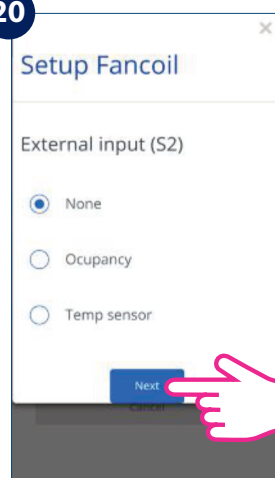 20
×
Setup Fancoil
External input (S2)
None
Ocupancy
Temp sensor
Next
Cancel